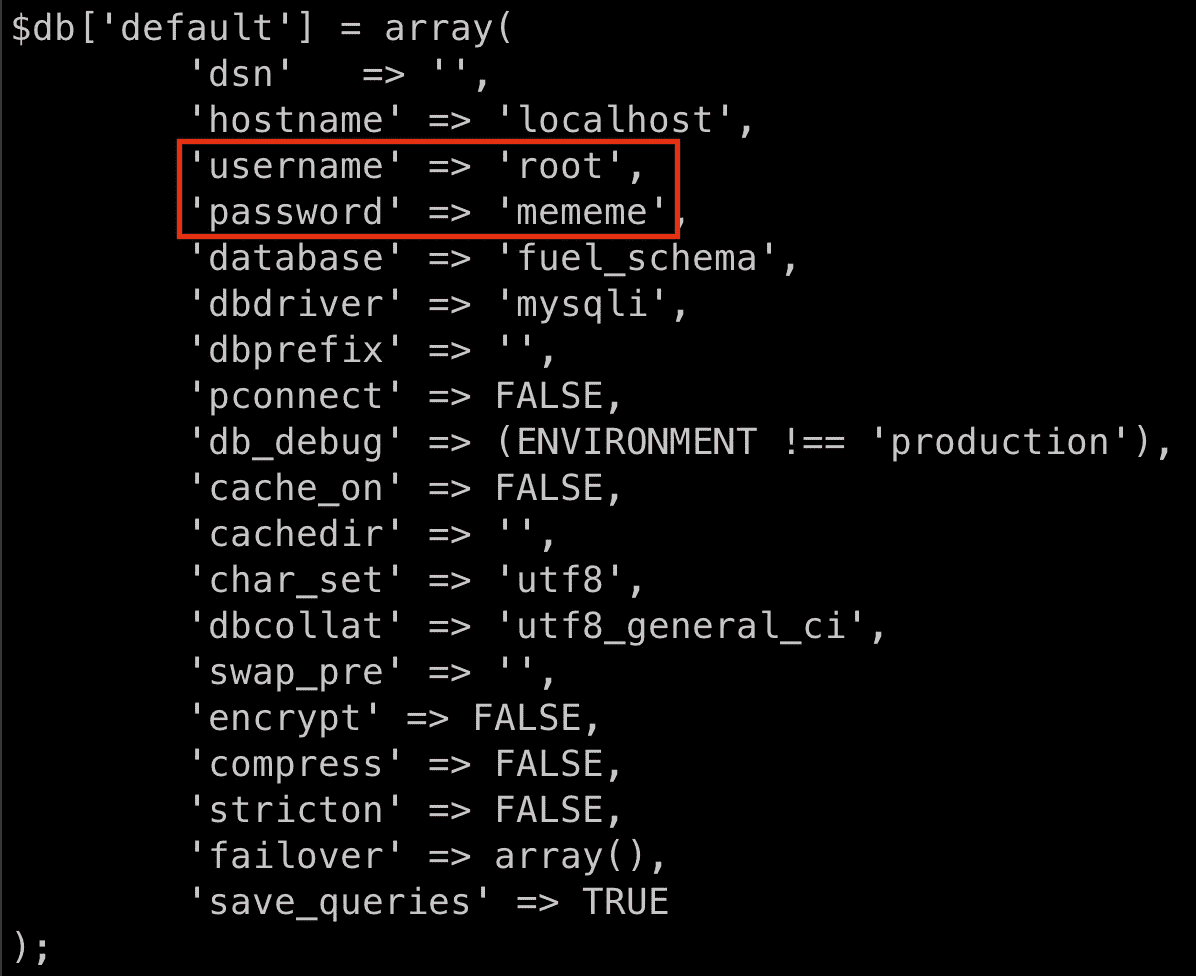 $db['default'] = array(
        'dsn'   => '',
        'hostname' => 'localhost',
        'username' => 'root',
        'password' => 'mememe',
        'database' => 'fuel_schema',
        'dbdriver' => 'mysqli',
        'dbprefix' => '',
        'pconnect' => FALSE,
        'db_debug' => (ENVIRONMENT !== 'production'),
        'cache_on' => FALSE,
        'cachedir' => '',
        'char_set' => 'utf8',
        'dbcollat' => 'utf8_general_ci',
        'swap_pre' => '',
        'encrypt' => FALSE,
        'compress' => FALSE,
        'stricton' => FALSE,
        'failover' => array(),
        'save_queries' => TRUE
);